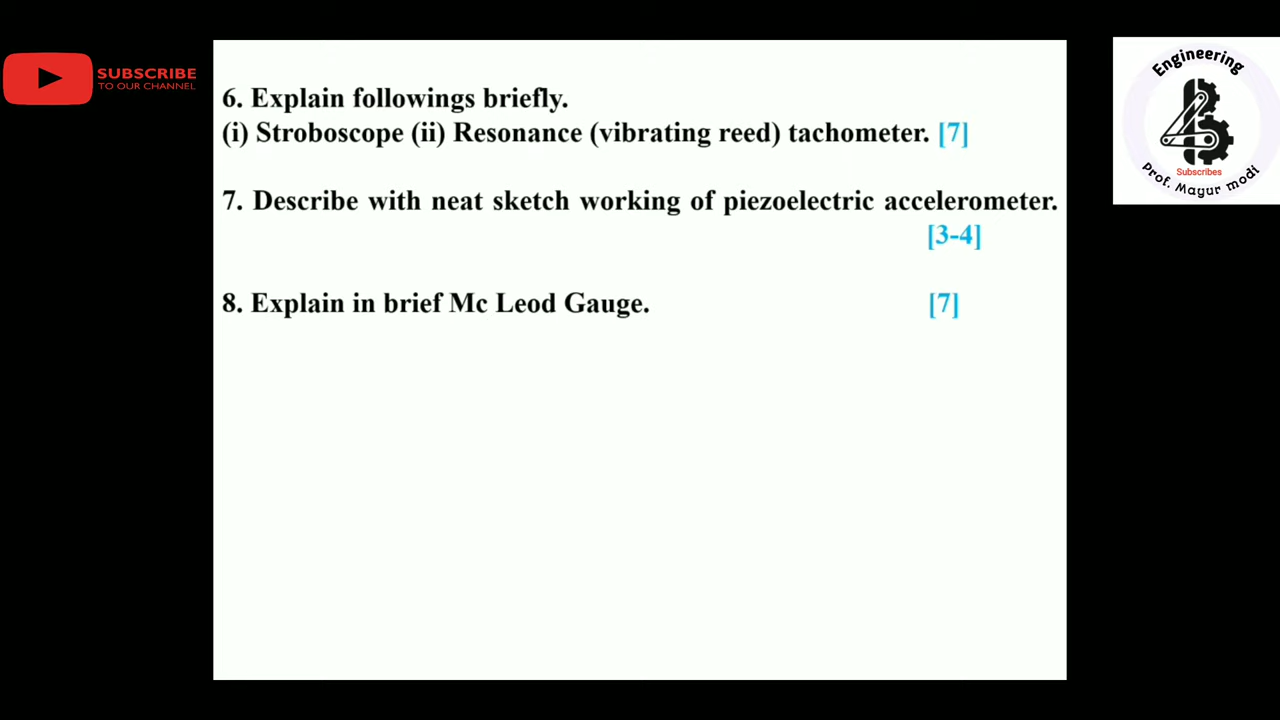 SUBSCRIBE
TO OUR CHANNEL
6. Explain followings briefly.
(i) Stroboscope (ii) Resonance (vibrating reed) tachometer. [7]
7. Describe with neat sketch working of piezoelectric accelerometer.
[3-4]
8. Explain in brief Mc Leod Gauge. [7]
Engineering
Subscribes
Prof. Mayur modi